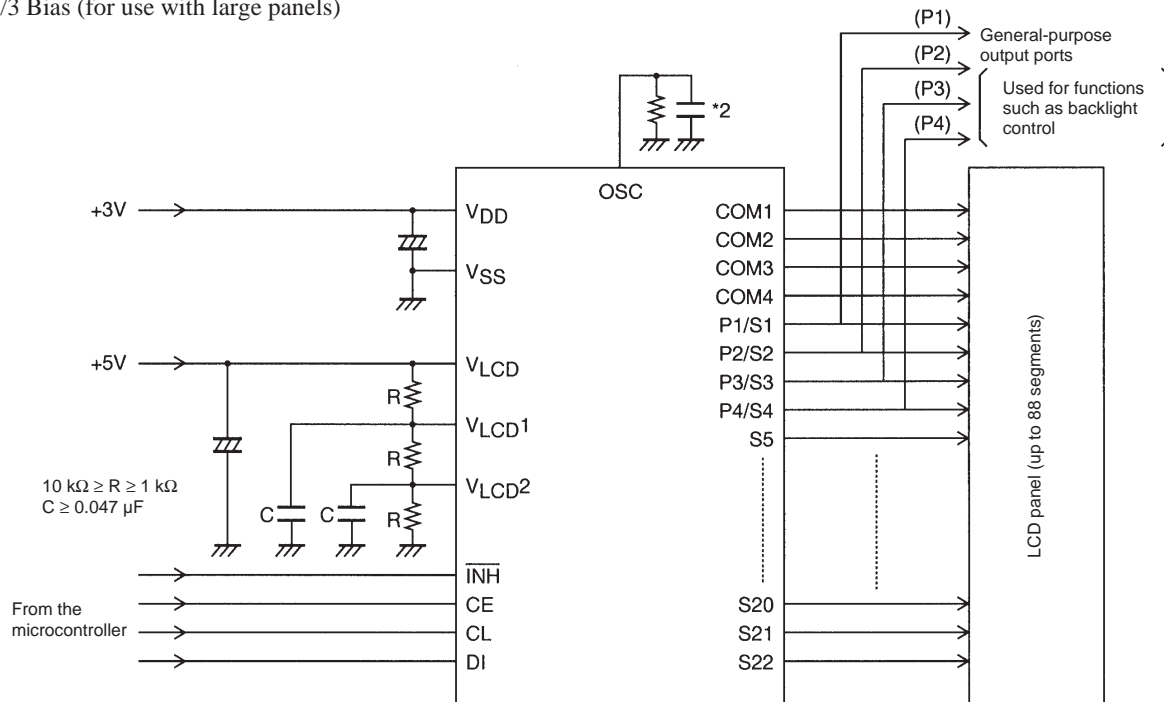 /3 Bias (for use with large panels)
(P1)
General-purpose
output ports
(P2)
(P3)
Used for functions
such as backlight
control
(P4)
*2
OSC
+3V
VDD
VSS
+5V
VLCD
R
VLCD1
R
VLCD2
R
C
C
10 kΩ ≥ R ≥ 1 kΩ
C ≥ 0.047 µF
INH
CE
CL
DI
From the
microcontroller
COM1
COM2
COM3
COM4
P1/S1
P2/S2
P3/S3
P4/S4
S5
S20
S21
S22
LCD panel (up to 88 segments)